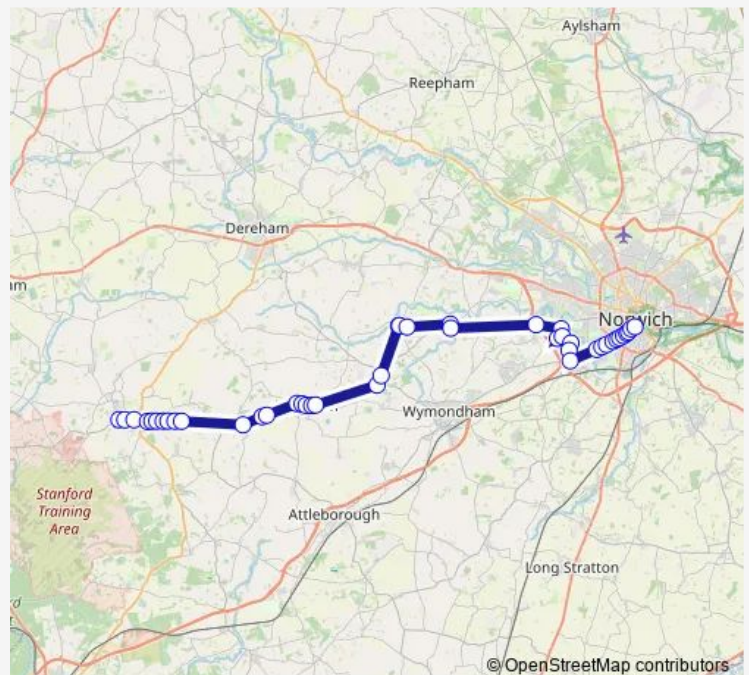 Aylsham
Reepham
Dereham
Norwich
Wymondham
Stanford
Training
Area
Attleborough
Long Stratton
© OpenStreetMap contributors